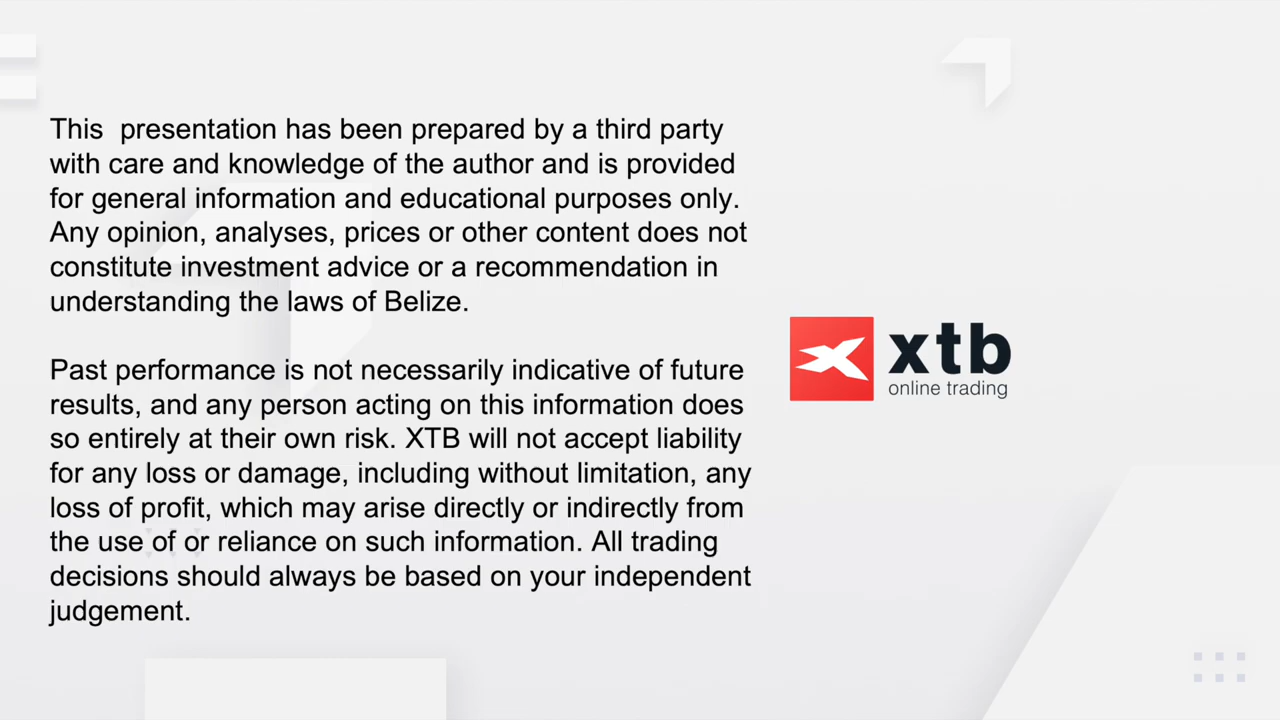 This  presentation has been prepared by a third party
with care and knowledge of the author and is provided
for general information and educational purposes only.
Any opinion, analyses, prices or other content does not
constitute investment advice or a recommendation in
understanding the laws of Belize.
Past performance is not necessarily indicative of future
results, and any person acting on this information does
so entirely at their own risk. XTB will not accept liability
for any loss or damage, including without limitation, any
loss of profit, which may arise directly or indirectly from
the use of or reliance on such information. All trading
decisions should always be based on your independent
judgement.
xtb
online trading